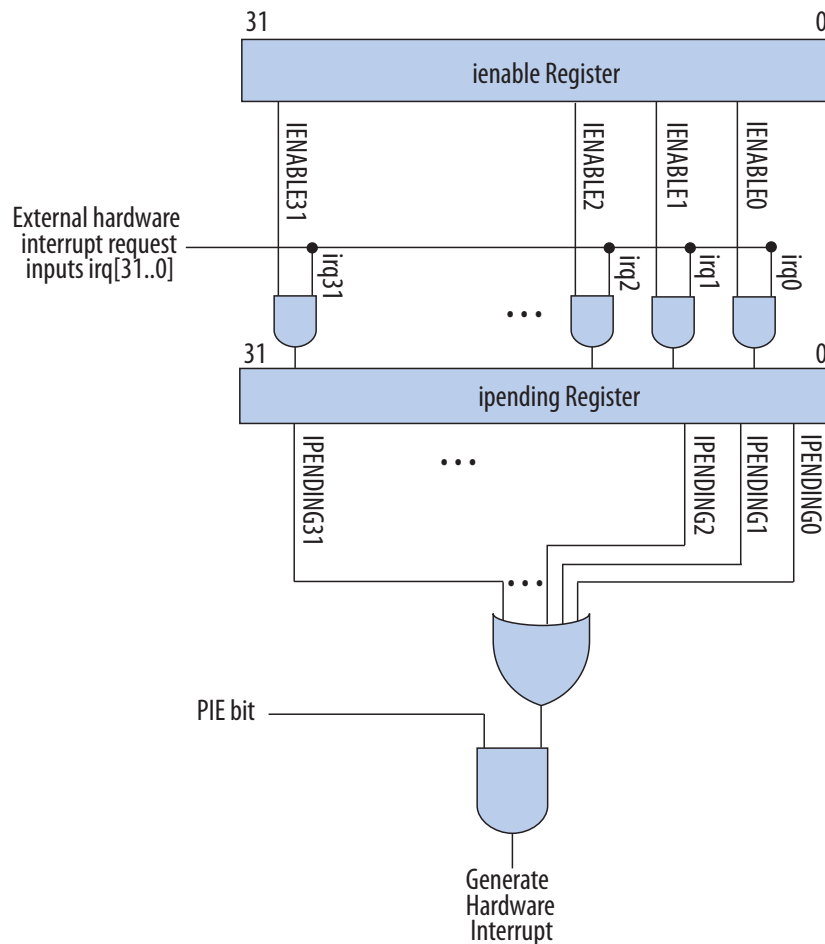 31
0
ienable Register
IENABLE31
IENABLE2
IENABLE1
IENABLE0
External hardware
interrupt request
inputs irq[31..0]
irq31
irq2
irq1
irq0
...
31
0
ipending Register
IPENDING31
...
IPENDING2
IPENDING1
IPENDING0
...
PIE bit
Generate
Hardware
Interrupt